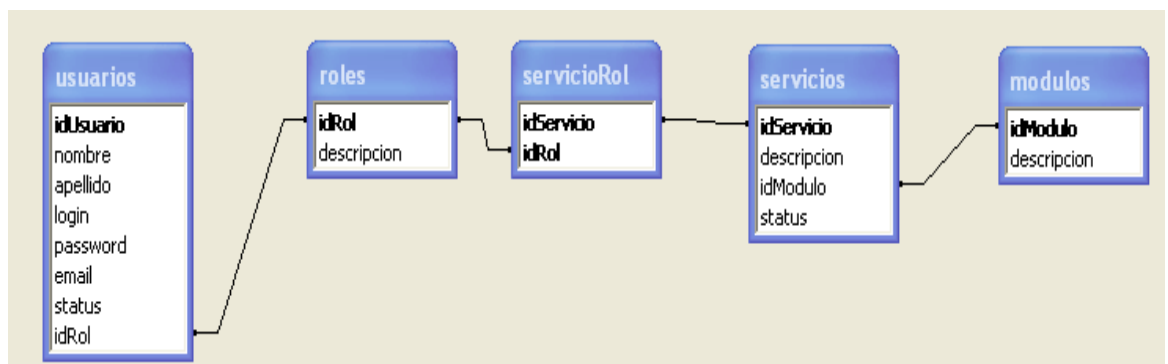 usuarios
idUsuario
nombre
apellido
login
password
email
status
idRol
roles
idRol
descripcion
servicioRol
idServicio
idRol
servicios
idServicio
descripcion
idModulo
status
modulos
idModulo
descripcion